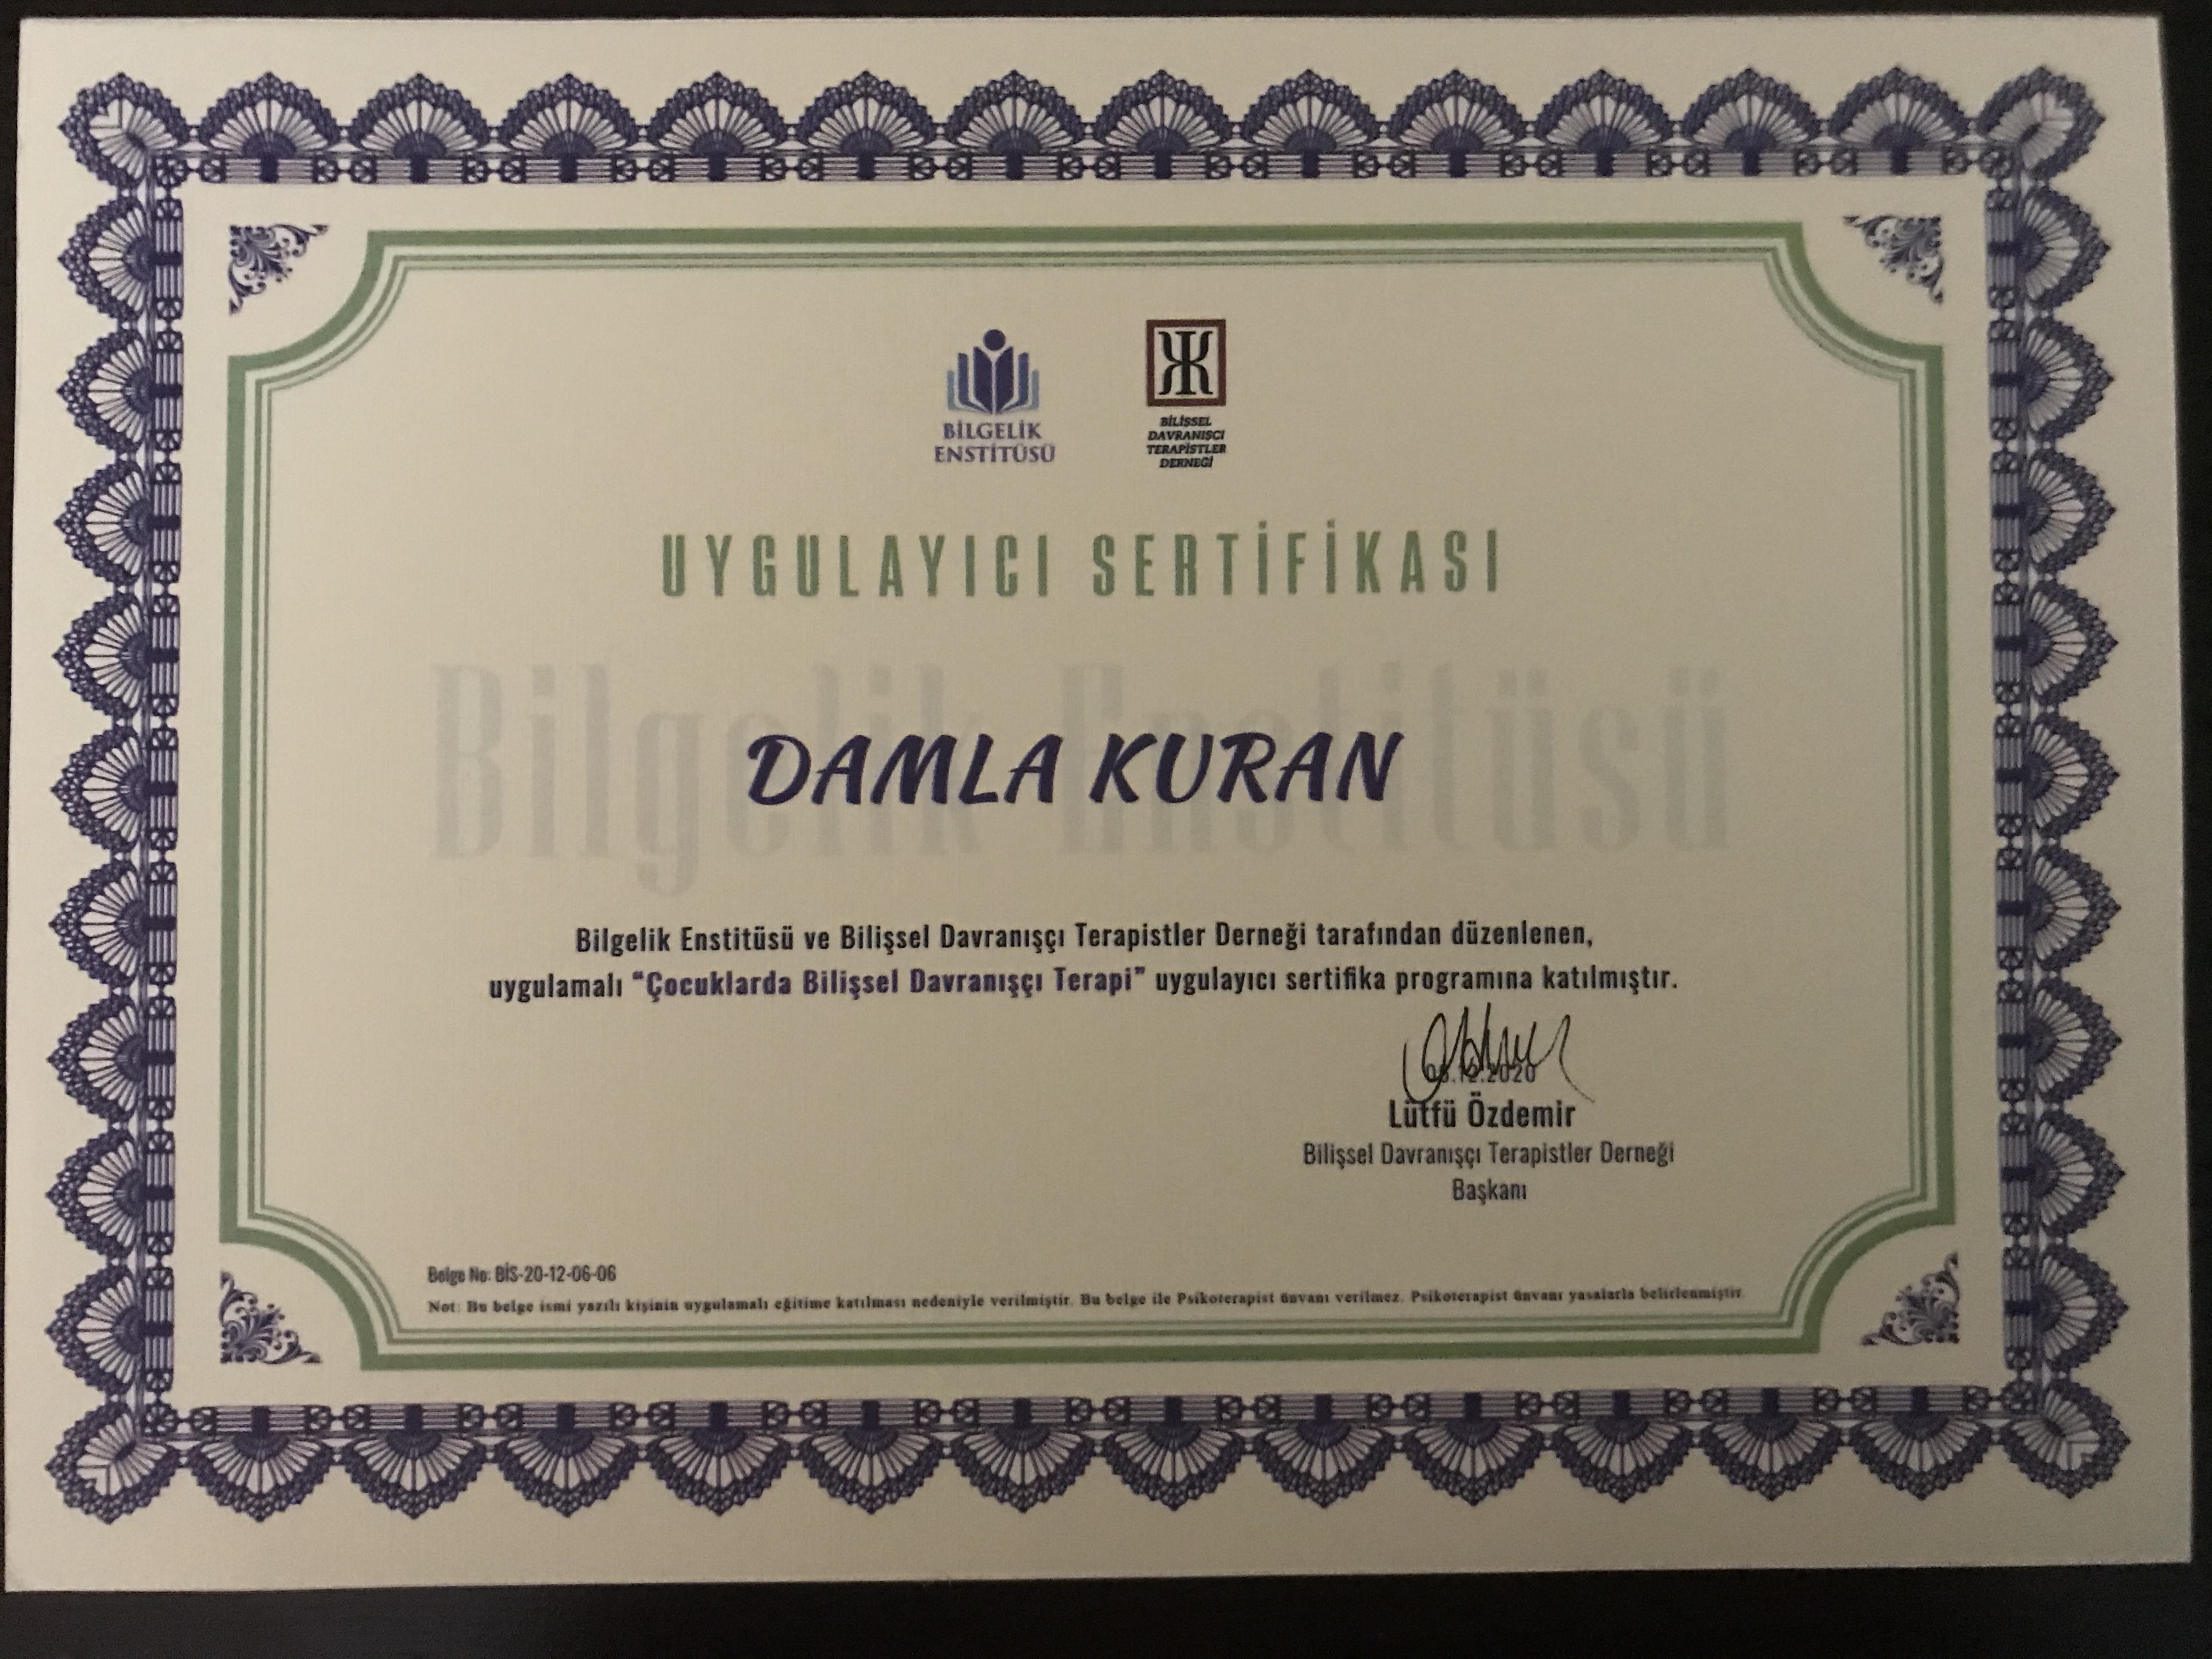 BİLGELİK
ENSTİTÜSÜ
BİLİŞSEL
DAVRANIŞCI
TERAPİSTLER
DERNEĞİ
UYGULAYICI SERTİFİKASI
Bilgelik Enstitüsü
DAMLA KURAN
Bilgelik Enstitüsü ve Bilişsel Davranışçı Terapistler Derneği tarafından düzenlenen,
uygulamalı “Çocuklarda Bilişsel Davranışçı Terapi” uygulayıcı sertifika programına katılmıştır.
06.12.2020
Lütfü Özdemir
Bilişsel Davranışçı Terapistler Derneği
Başkanı
Belge No: BİS-20-12-06-06
Not: Bu belge ismi yazılı kişinin uygulamalı eğitime katılması nedeniyle verilmiştir. Bu belge ile Psikoterapist ünvanı verilmez. Psikoterapist ünvanı yasalarla belirlenmiştir.